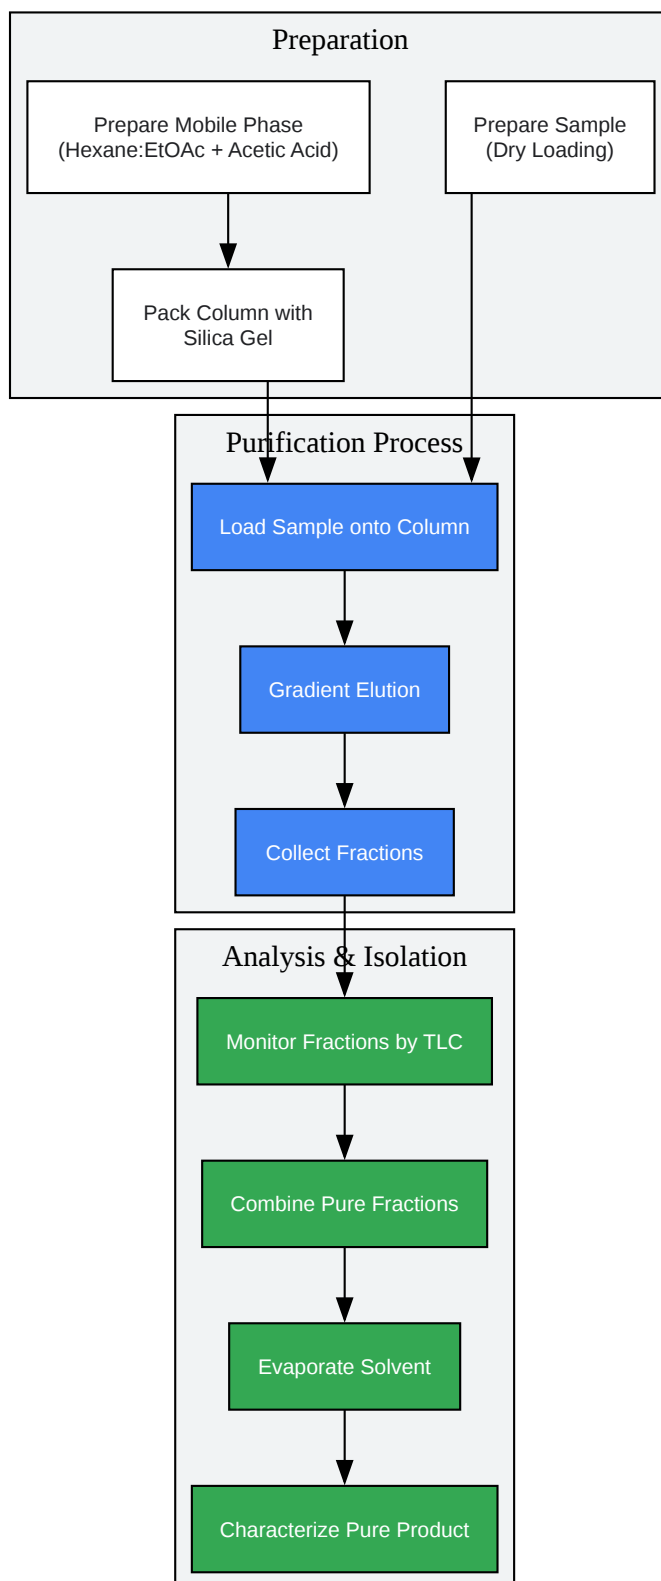 Preparation
Prepare Mobile Phase
(Hexane:EtOAc + Acetic Acid)
Prepare Sample
(Dry Loading)
Pack Column with
Silica Gel
Purification Process
Load Sample onto Column
Gradient Elution
Collect Fractions
Analysis & Isolation
Monitor Fractions by TLC
Combine Pure Fractions
Evaporate Solvent
Characterize Pure Product